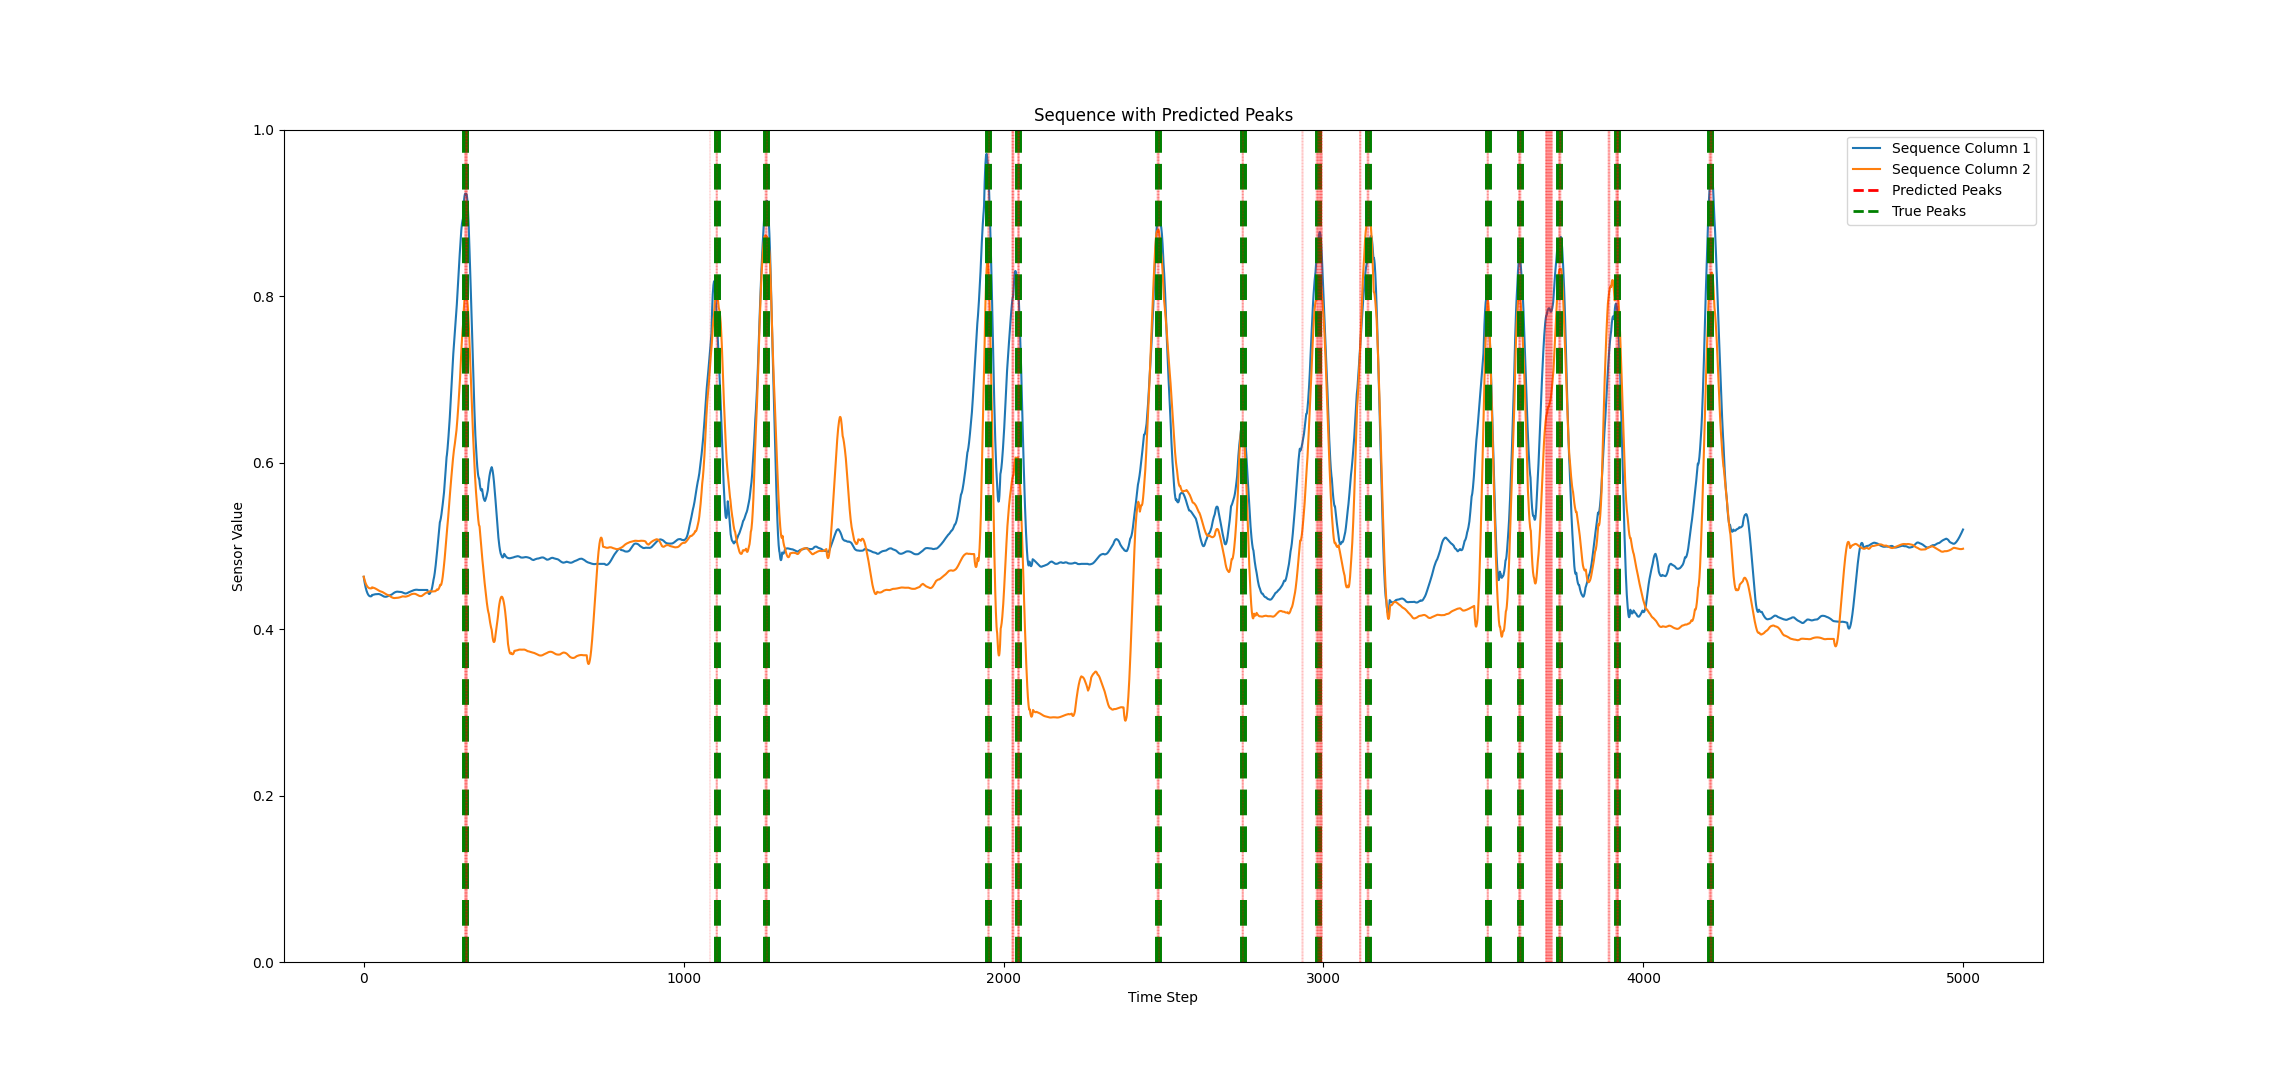 Sequence with Predicted Peaks
Sequence Column 1
Sequence Column 2
Predicted Peaks
True Peaks
Sensor Value
1.0
0.8
0.6
0.4
0.2
0.0
0 1000 2000 3000 4000 5000
Time Step